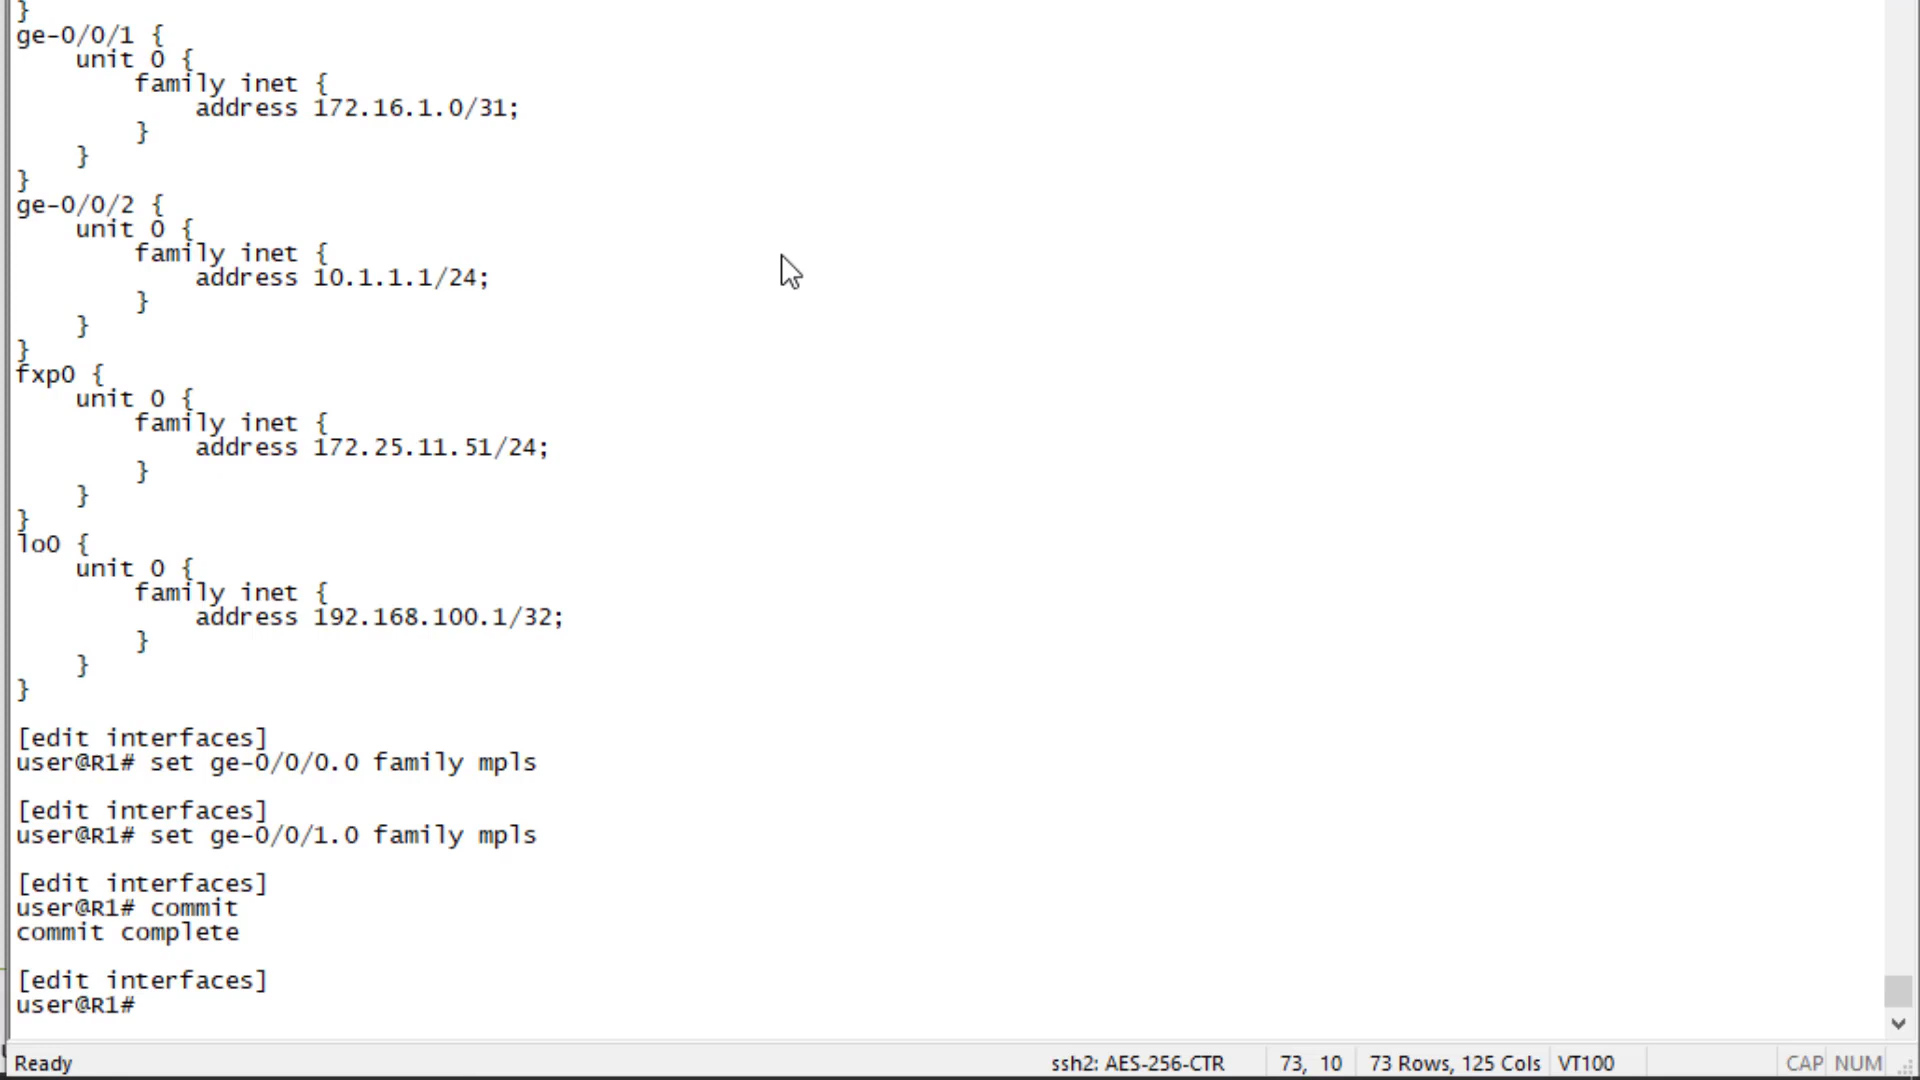 }
ge-0/0/1 {
    unit 0 {
        family inet {
            address 172.16.1.0/31;
        }
    }
}
ge-0/0/2 {
    unit 0 {
        family inet {
            address 10.1.1.1/24;
        }
    }
}
fxp0 {
    unit 0 {
        family inet {
            address 172.25.11.51/24;
        }
    }
}
lo0 {
    unit 0 {
        family inet {
            address 192.168.100.1/32;
        }
    }
}

[edit interfaces]
user@R1# set ge-0/0/0.0 family mpls

[edit interfaces]
user@R1# set ge-0/0/1.0 family mpls

[edit interfaces]
user@R1# commit
commit complete

[edit interfaces]
user@R1#
Ready ssh2: AES-256-CTR 73, 10 73 Rows, 125 Cols VT100 CAP NUM